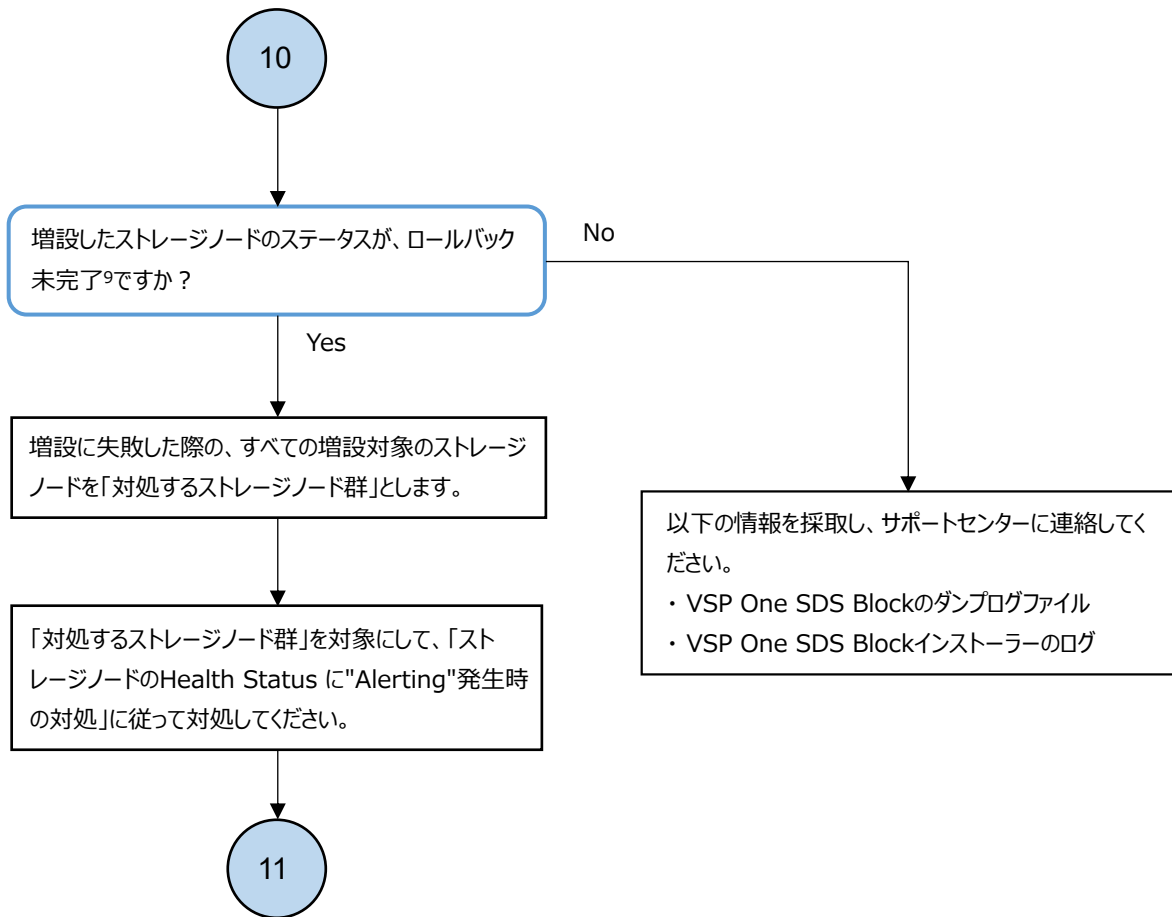 10
増設したストレージノードのステータスが、ロールバック
未完了9ですか？
No
Yes
増設に失敗した際の、すべての増設対象のストレージ
ノードを「対処するストレージノード群」とします。
以下の情報を採取し、サポートセンターに連絡してく
ださい。
・ VSP One SDS Blockのダンプログファイル
・ VSP One SDS Blockインストーラーのログ
「対処するストレージノード群」を対象にして、「スト
レージノードのHealth Status に"Alerting"発生時
の対処」に従って対処してください。
11